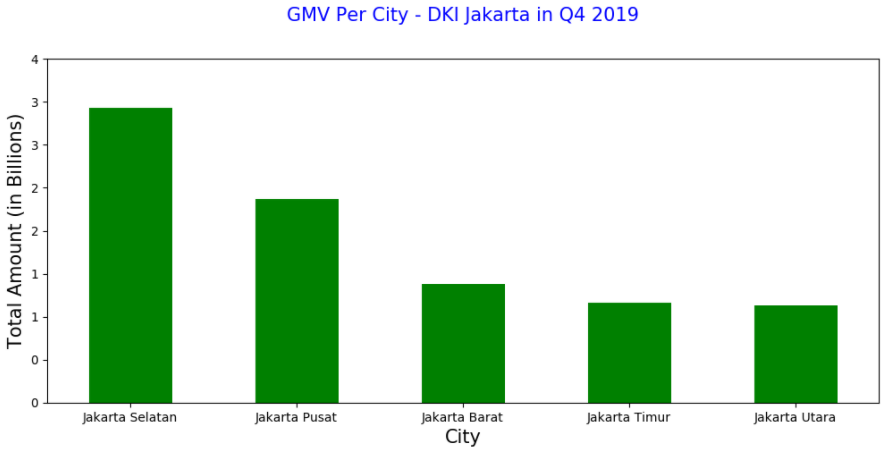 GMV Per City - DKI Jakarta in Q4 2019
Total Amount (in Billions)
4
3
3
2
2
1
1
0
0
Jakarta Selatan
Jakarta Pusat
Jakarta Barat
Jakarta Timur
Jakarta Utara
City